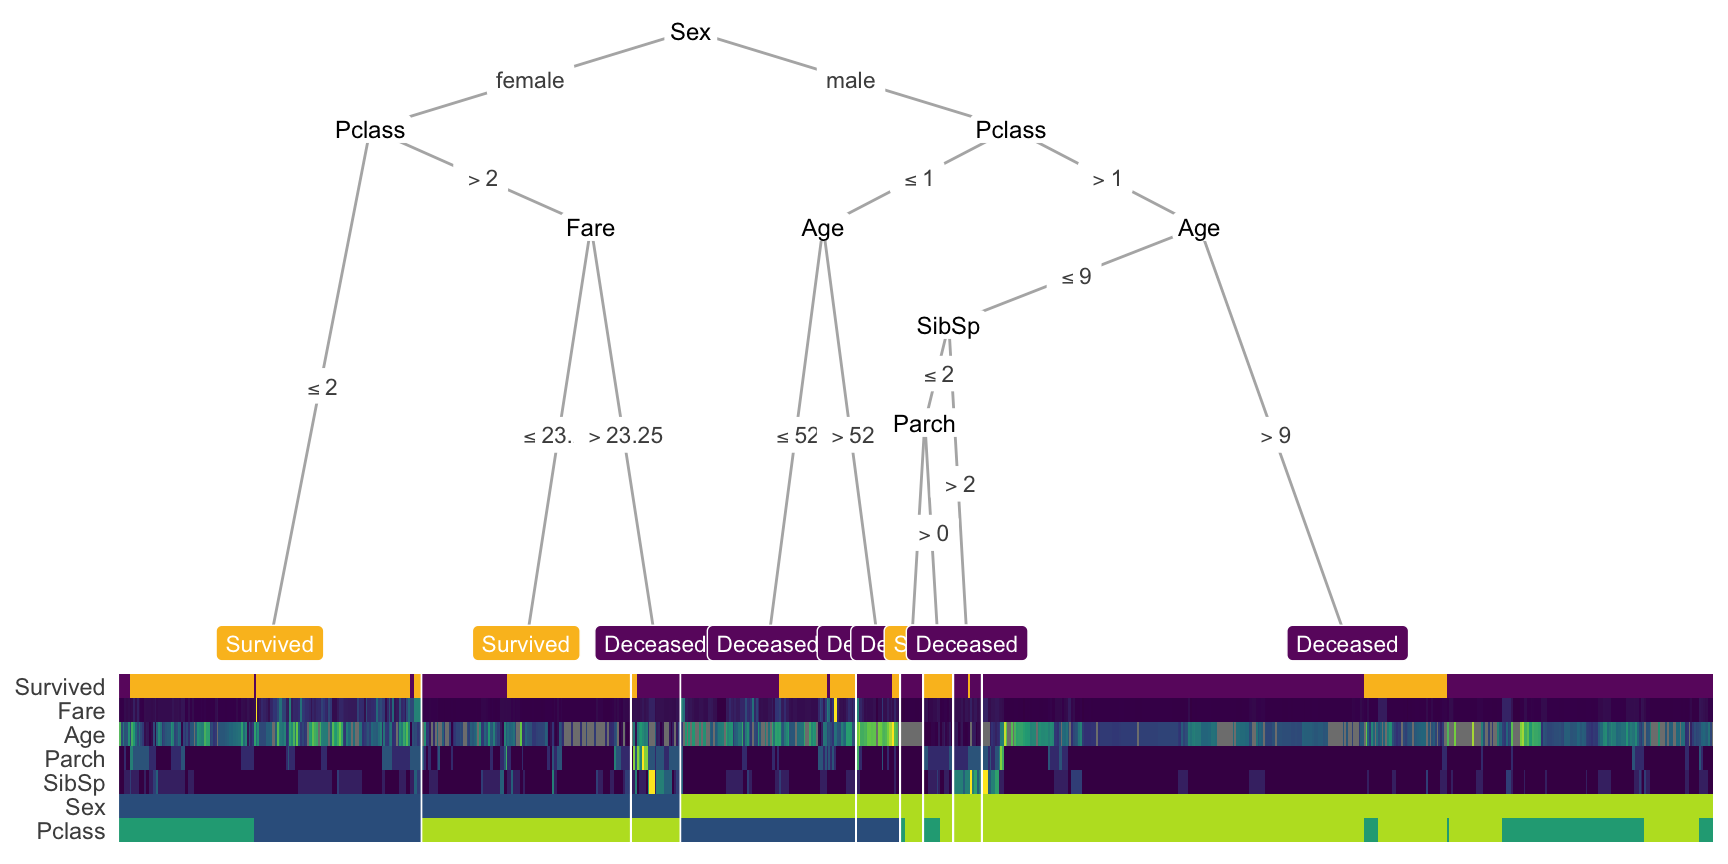 Sex
female
male
Pclass
Pclass
> 2
≤ 1
> 1
Fare
Age
Age
≤ 9
SibSp
≤ 2
≤ 2
Parch
≤ 23.
> 23.25
≤ 52
> 52
> 9
> 2
> 0
Survived
Survived
Deceased
Deceased
De
De
S
Deceased
Deceased
Survived
Fare
Age
Parch
SibSp
Sex
Pclass